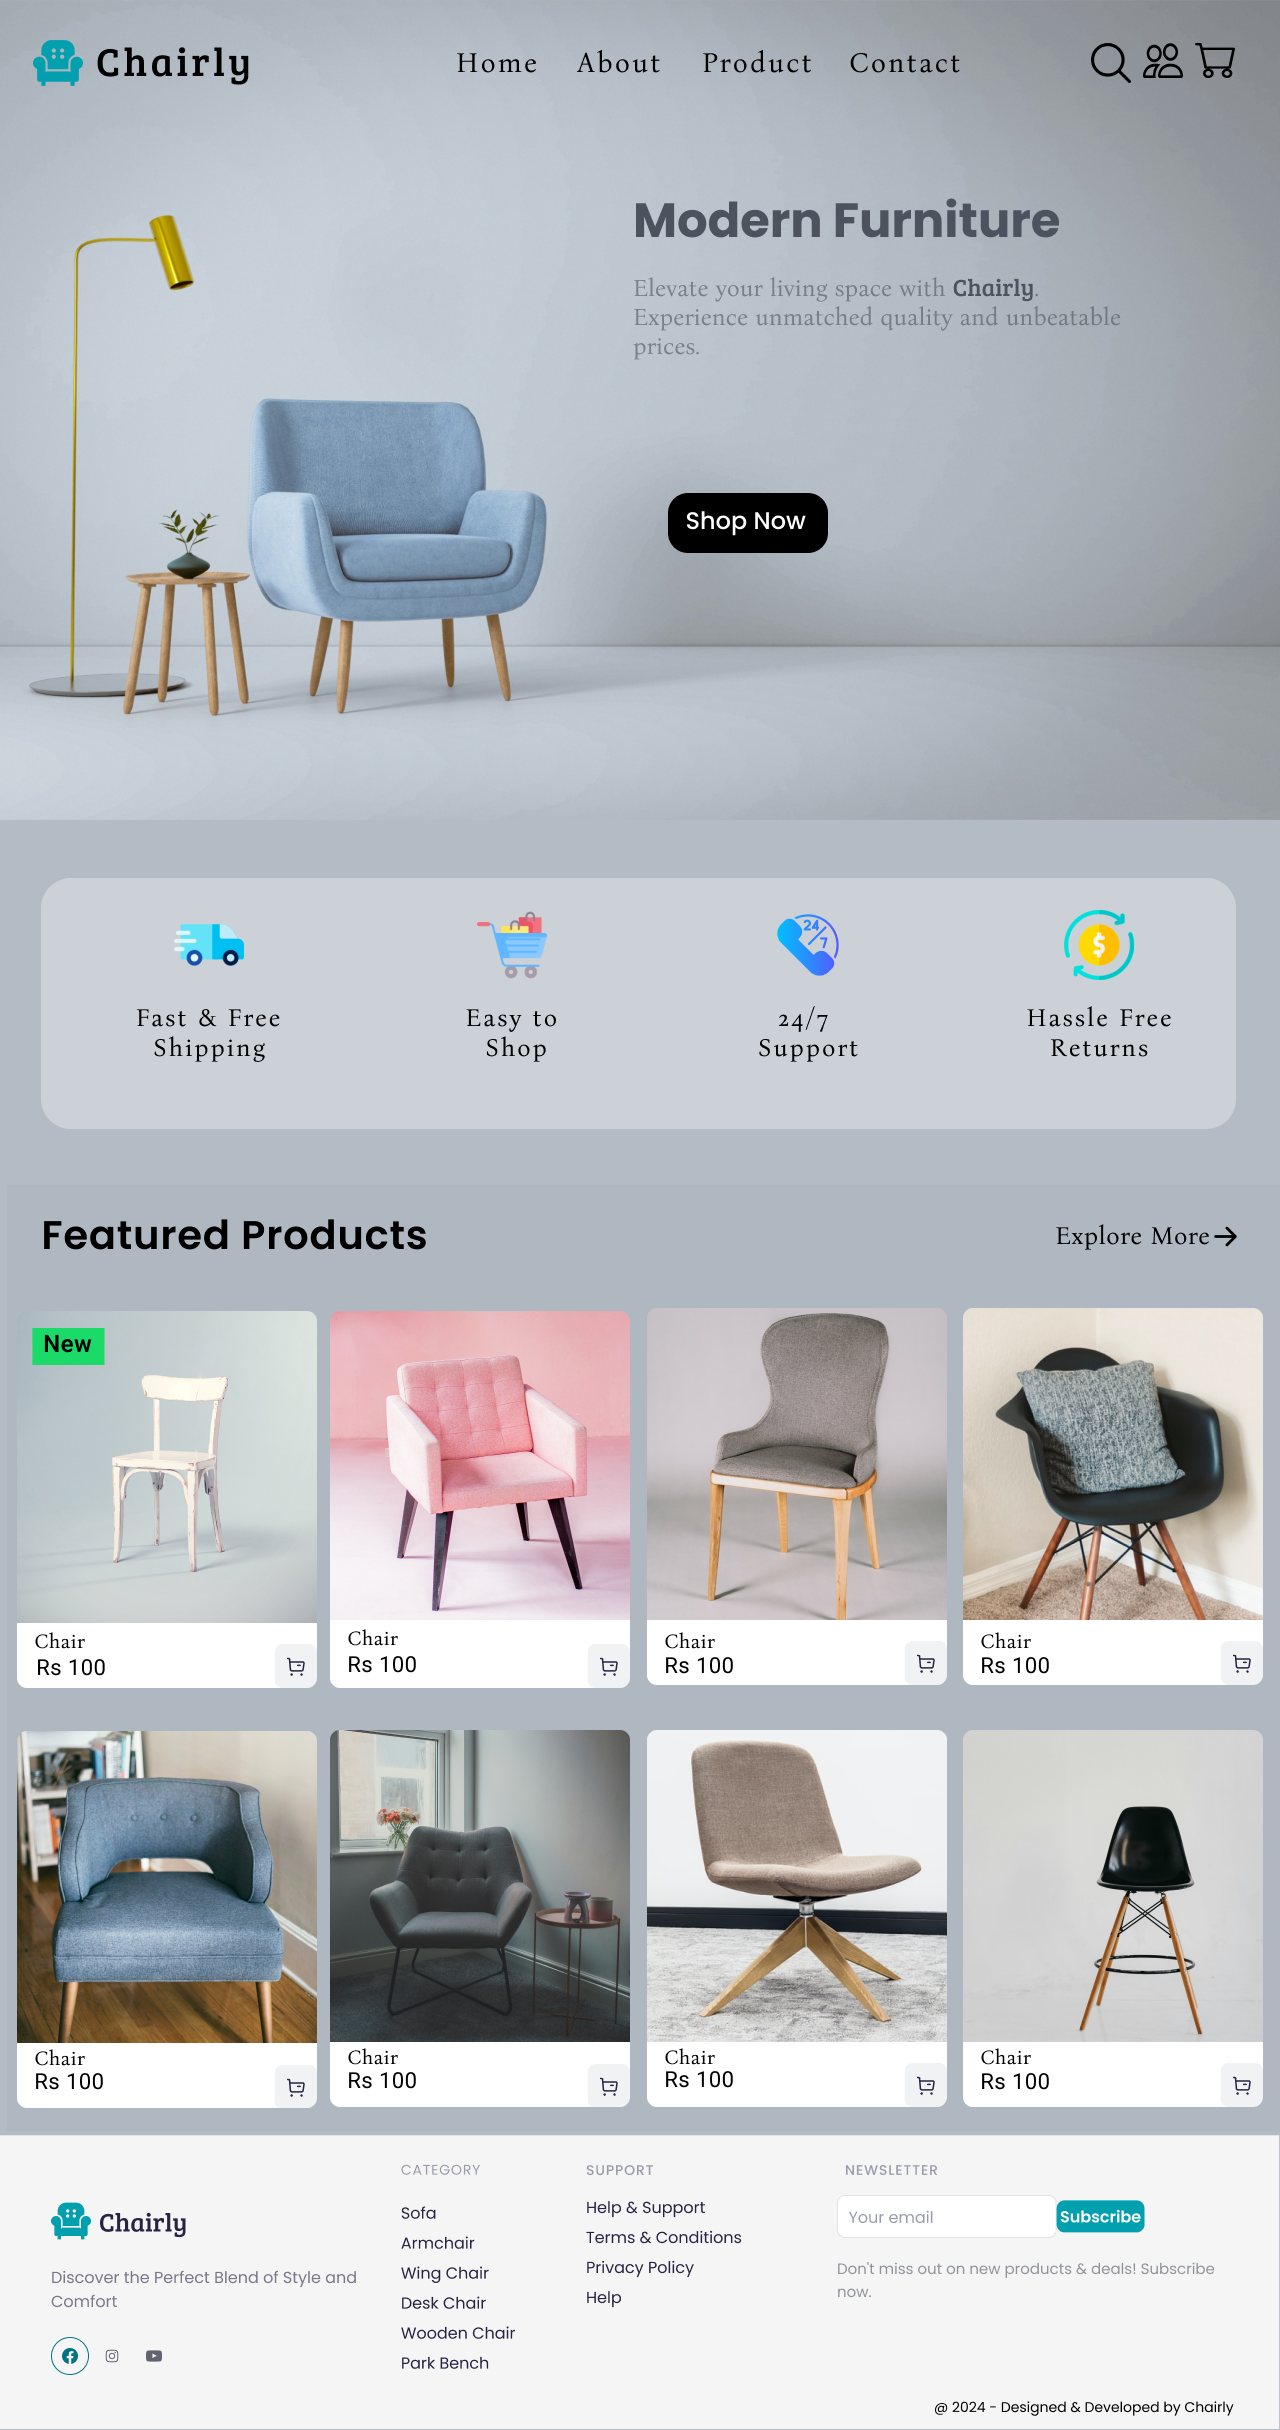 Chairly
Home About Product Contact
Modern Furniture
Elevate your living space with Chairly.
Experience unmatched quality and unbeatable
prices.
Shop Now
24/7
Fast & Free
Shipping
Easy to
Shop
24/7
Support
$
Hassle Free
Returns
Featured Products
Explore More
New
Chair
Rs 100
Chair
Rs 100
Chair
Rs 100
Chair
Rs 100
Chair
Rs 100
Chair
Rs 100
Chair
Rs 100
Chair
Rs 100
Chairly
Discover the Perfect Blend of Style and
Comfort
CATEGORY
Sofa
Armchair
Wing Chair
Desk Chair
Wooden Chair
Park Bench
SUPPORT
Help & Support
Terms & Conditions
Privacy Policy
Help
NEWSLETTER
Your email
Subscribe
Don't miss out on new products & deals! Subscribe
now.
@ 2024 - Designed & Developed by Chairly